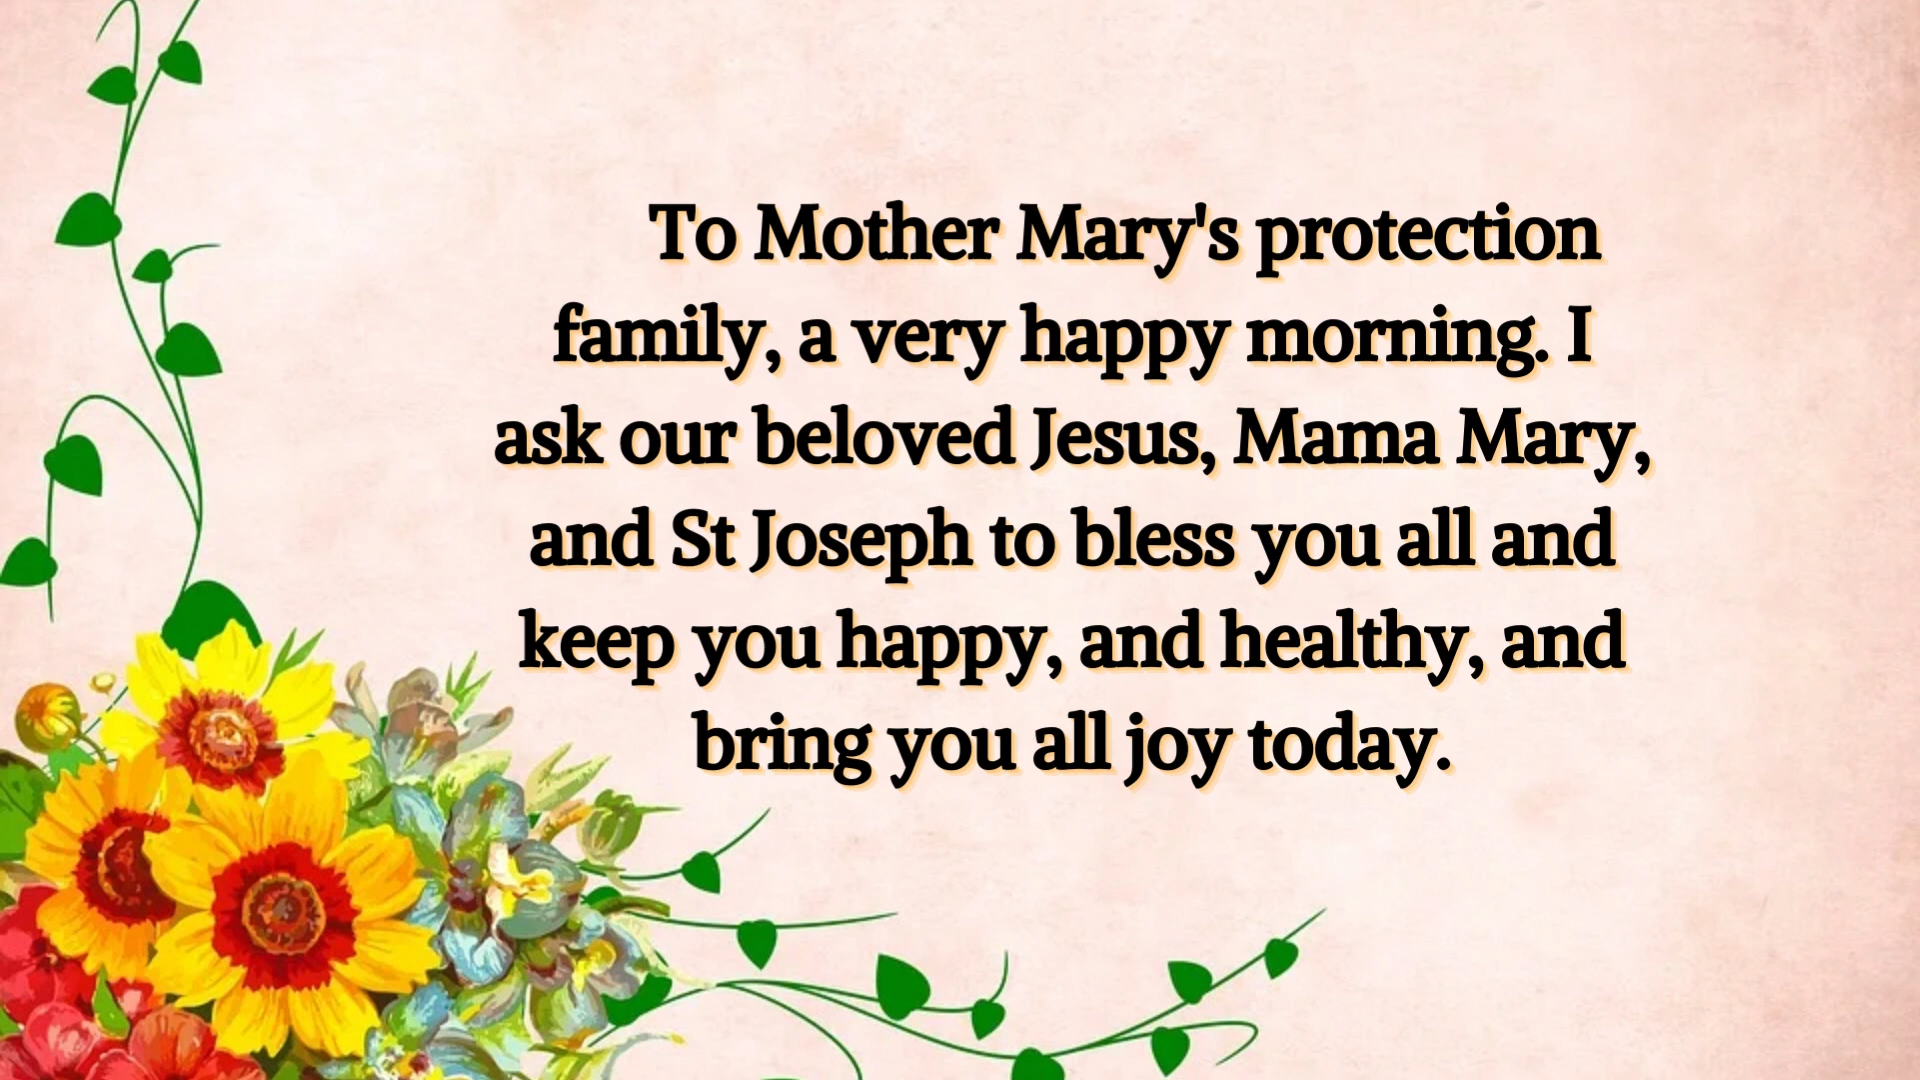 To Mother Mary's protection
family, a very happy morning. I
ask our beloved Jesus, Mama Mary,
and St Joseph to bless you all and
keep you happy, and healthy, and
bring you all joy today.